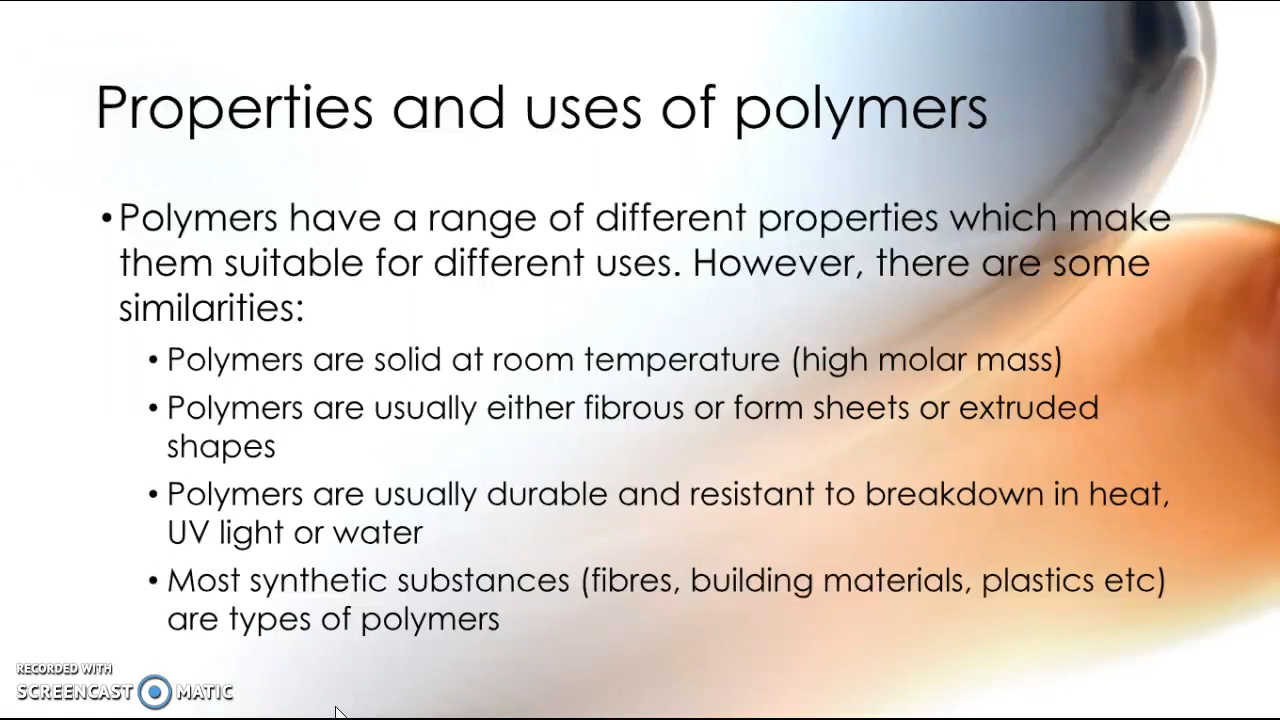 Properties and uses of polymers
•Polymers have a range of different properties which make
them suitable for different uses. However, there are some
similarities:
•Polymers are solid at room temperature (high molar mass)
•Polymers are usually either fibrous or form sheets or extruded
shapes
•Polymers are usually durable and resistant to breakdown in heat,
UV light or water
•Most synthetic substances (fibres, building materials, plastics etc)
are types of polymers
RECORDED WITH
SCREENCAST MATIC